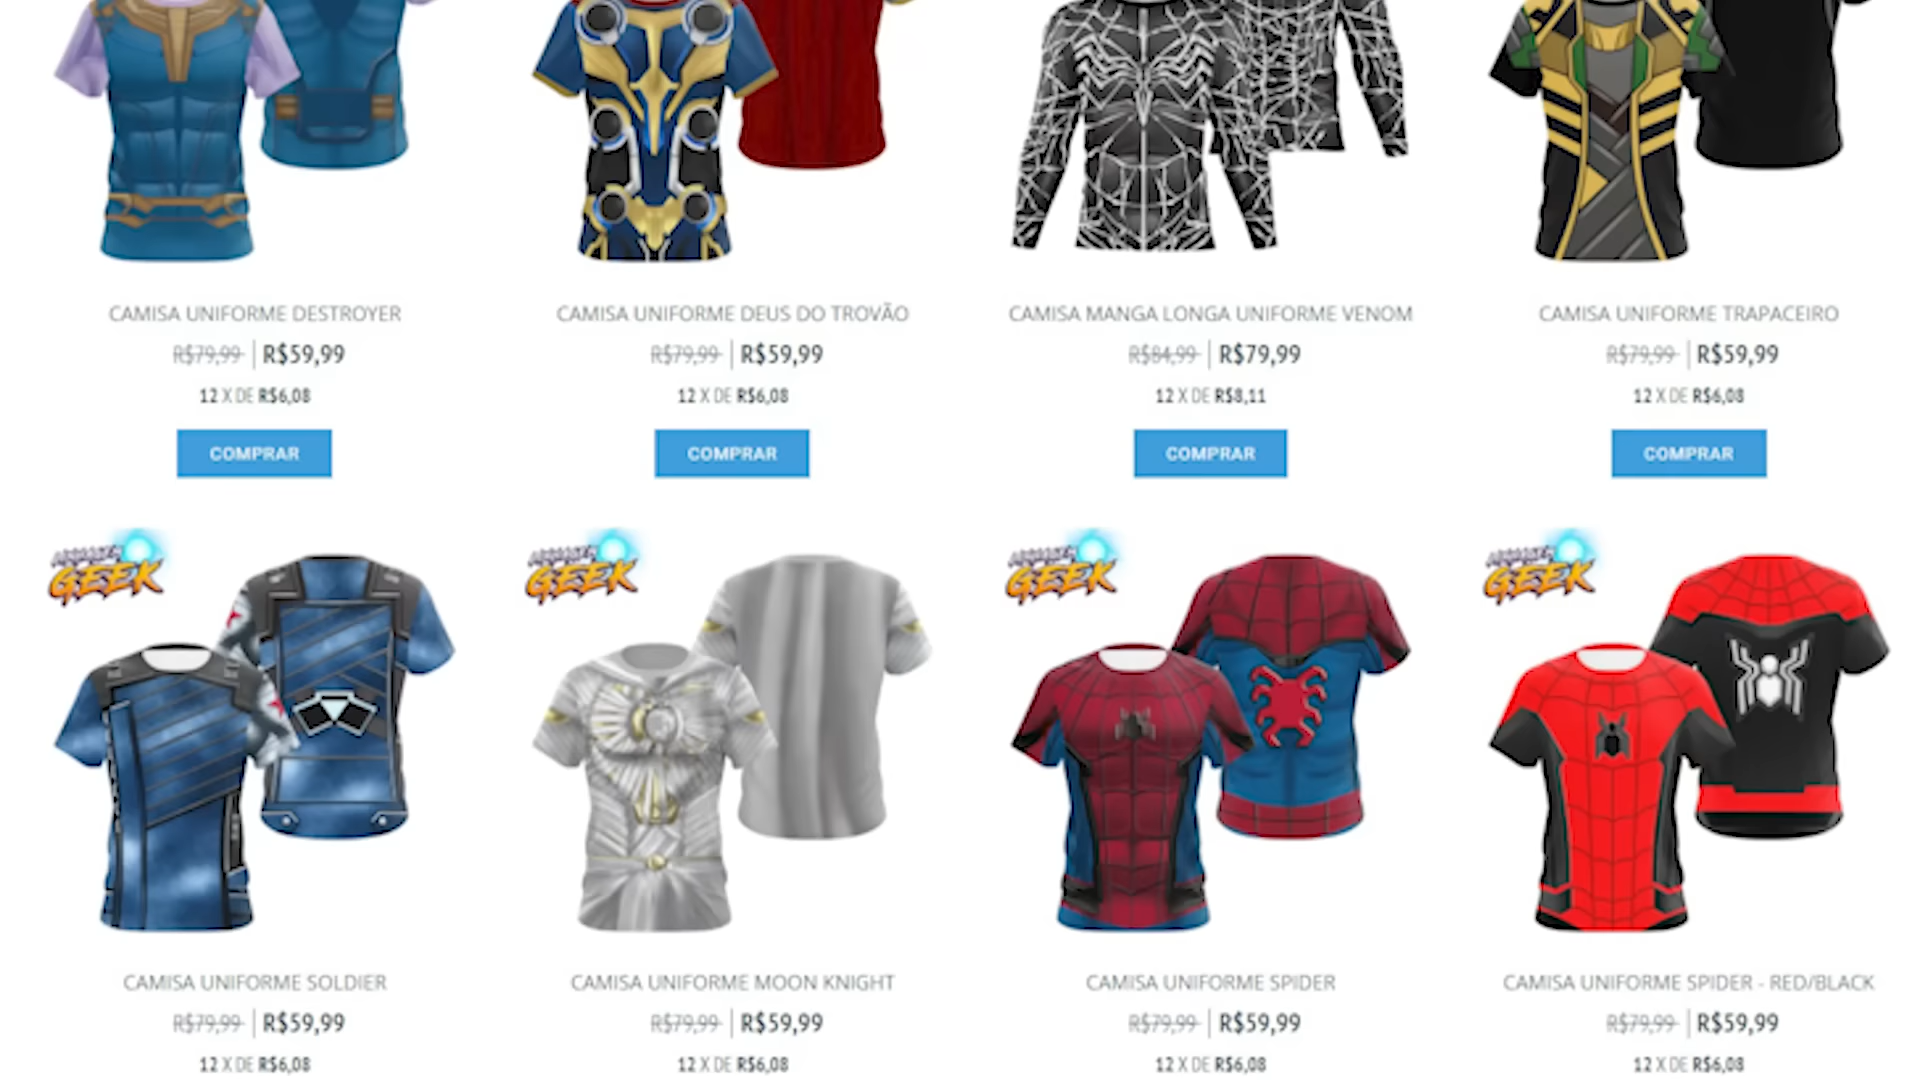 CAMISA UNIFORME DESTROYER
R$79,99 R$59,99
12 X DE R$6,08
COMPRAR
CAMISA UNIFORME DEUS DO TROVÃO
R$79,99 R$59,99
12 X DE R$6,08
COMPRAR
CAMISA MANGA LONGA UNIFORME VENOM
R$84,99 R$79,99
12 X DE R$8,11
COMPRAR
CAMISA UNIFORME TRAPACEIRO
R$79,99 R$59,99
12 X DE R$6,08
COMPRAR
GEEK
CAMISA UNIFORME SOLDIER
R$79,99 R$59,99
12 X DE R$6,08
GEEK
CAMISA UNIFORME MOON KNIGHT
R$79,99 R$59,99
12 X DE R$6,08
GEEK
CAMISA UNIFORME SPIDER
R$79,99 R$59,99
12 X DE R$6,08
GEEK
CAMISA UNIFORME SPIDER - RED/BLACK
R$79,99 R$59,99
12 X DE R$6,08